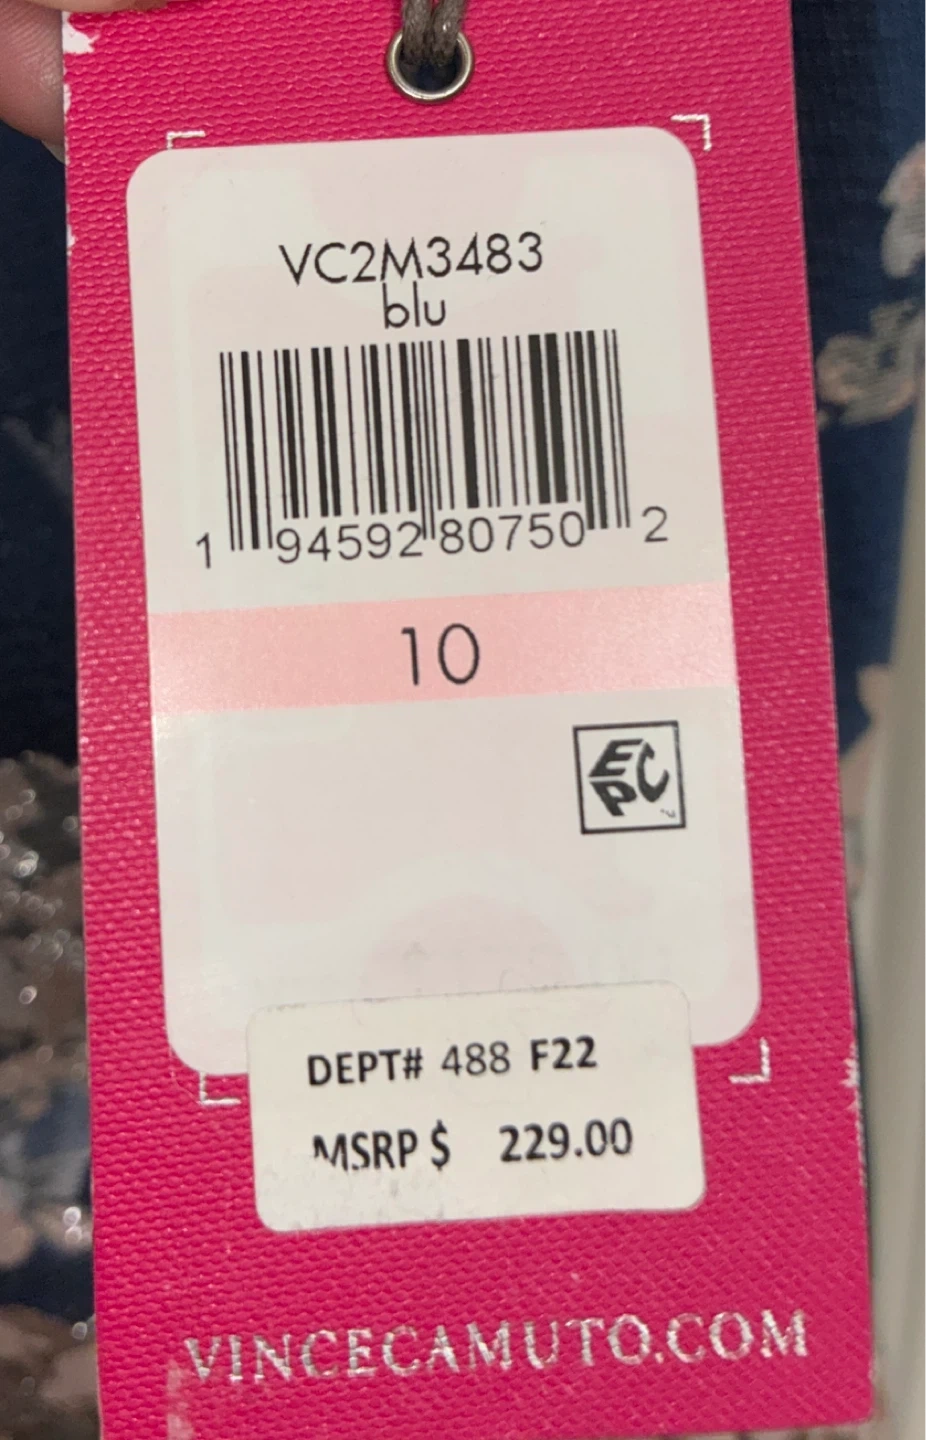 VC2M3483
blu
1 94592 80750 2
10
EPC
DEPT# 488 F22
MSRP $ 229.00
VINCECAMUTO.COM